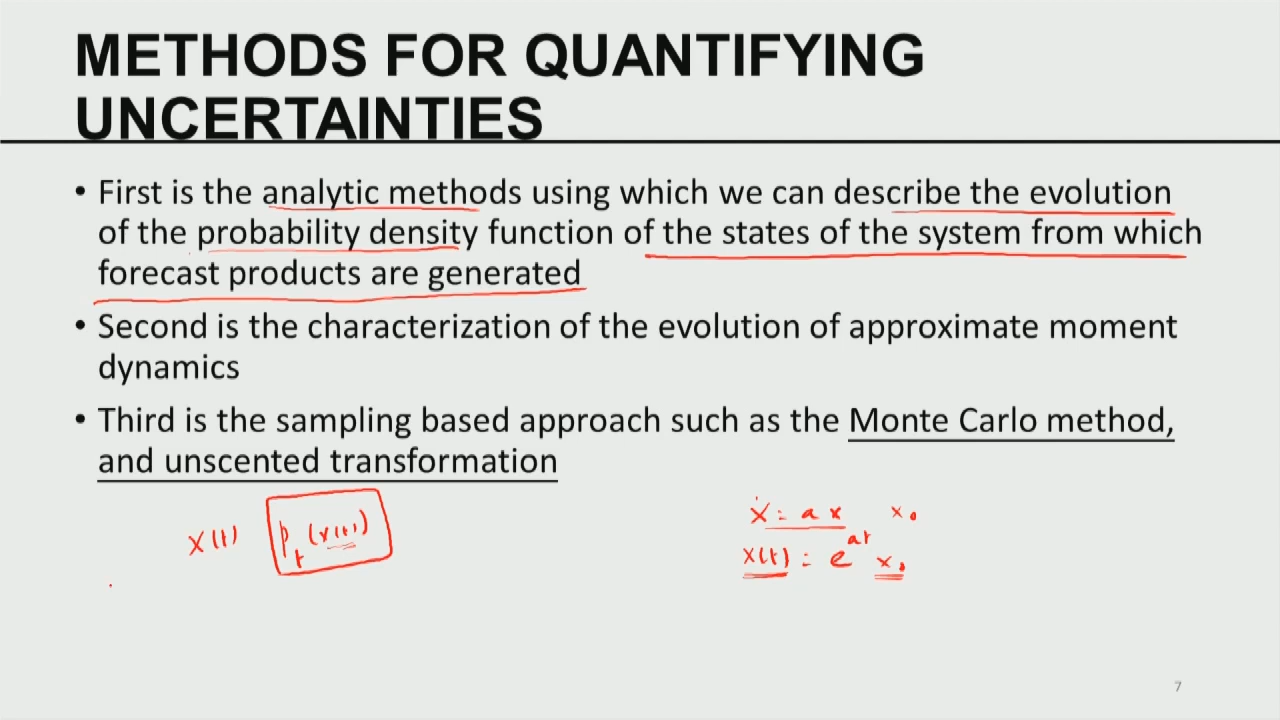 METHODS FOR QUANTIFYING
UNCERTAINTIES
• First is the analytic methods using which we can describe the evolution
of the probability density function of the states of the system from which
forecast products are generated
• Second is the characterization of the evolution of approximate moment
dynamics
• Third is the sampling based approach such as the Monte Carlo method,
and unscented transformation
x(t) p_t(x(t))
ẋ = ax x₀
x(t) = e^{at} x₀
7